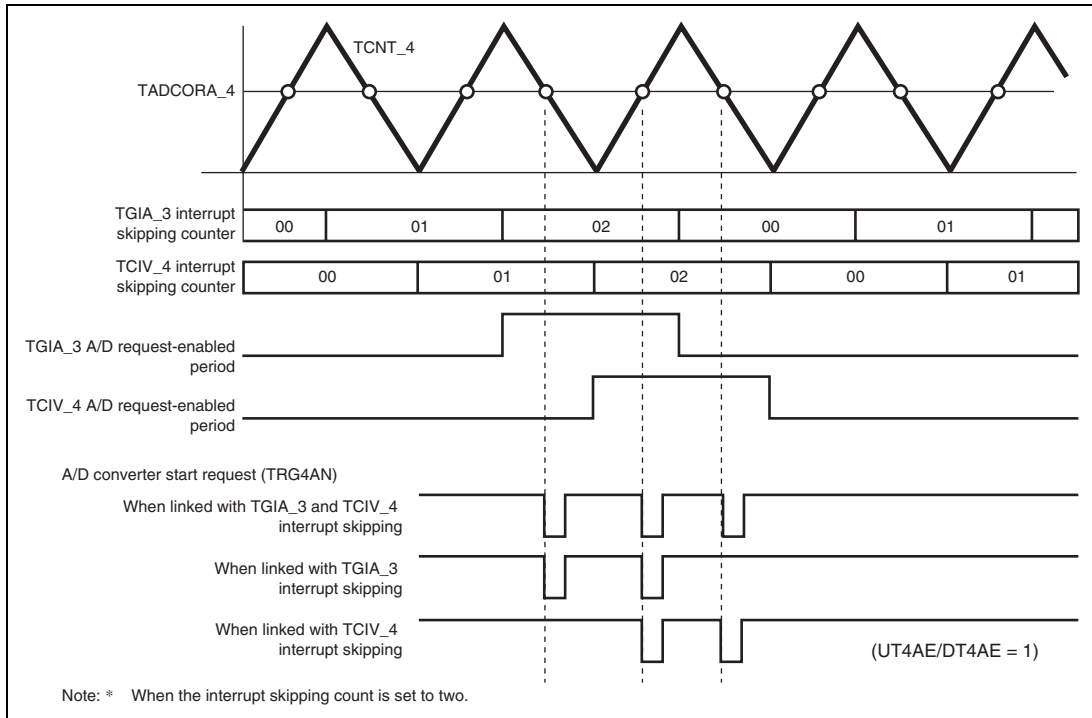 TCNT_4
TADCORA_4
TGIA_3 interrupt
skipping counter
00 01 02 00 01
TCIV_4 interrupt
skipping counter
00 01 02 00 01
TGIA_3 A/D request-enabled
period
TCIV_4 A/D request-enabled
period
A/D converter start request (TRG4AN)
When linked with TGIA_3 and TCIV_4
interrupt skipping
When linked with TGIA_3
interrupt skipping
When linked with TCIV_4
interrupt skipping
(UT4AE/DT4AE = 1)
Note: * When the interrupt skipping count is set to two.